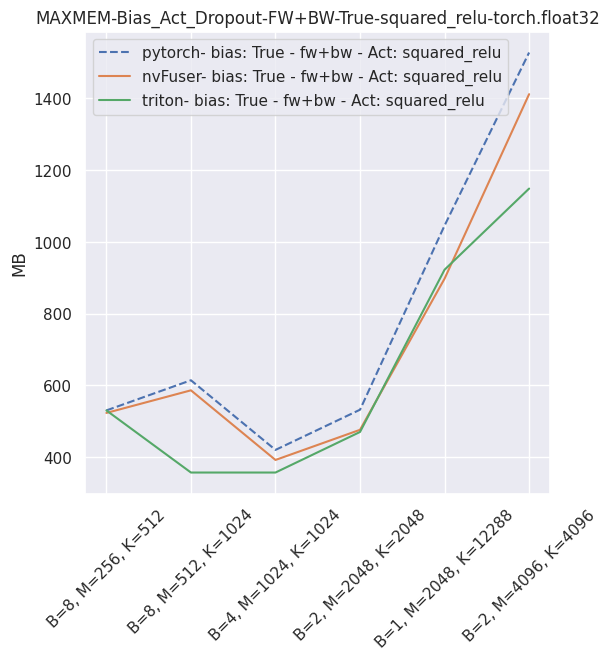 MAXMEM-Bias_Act_Dropout-FW+BW-True-squared_relu-torch.float32
pytorch- bias: True - fw+bw - Act: squared_relu
nvFuser- bias: True - fw+bw - Act: squared_relu
triton- bias: True - fw+bw - Act: squared_relu
MB
1400
1200
1000
800
600
400
B=8, M=256, K=512
B=8, M=512, K=1024
B=4, M=1024, K=1024
B=2, M=2048, K=2048
B=1, M=2048, K=12288
B=2, M=4096, K=4096